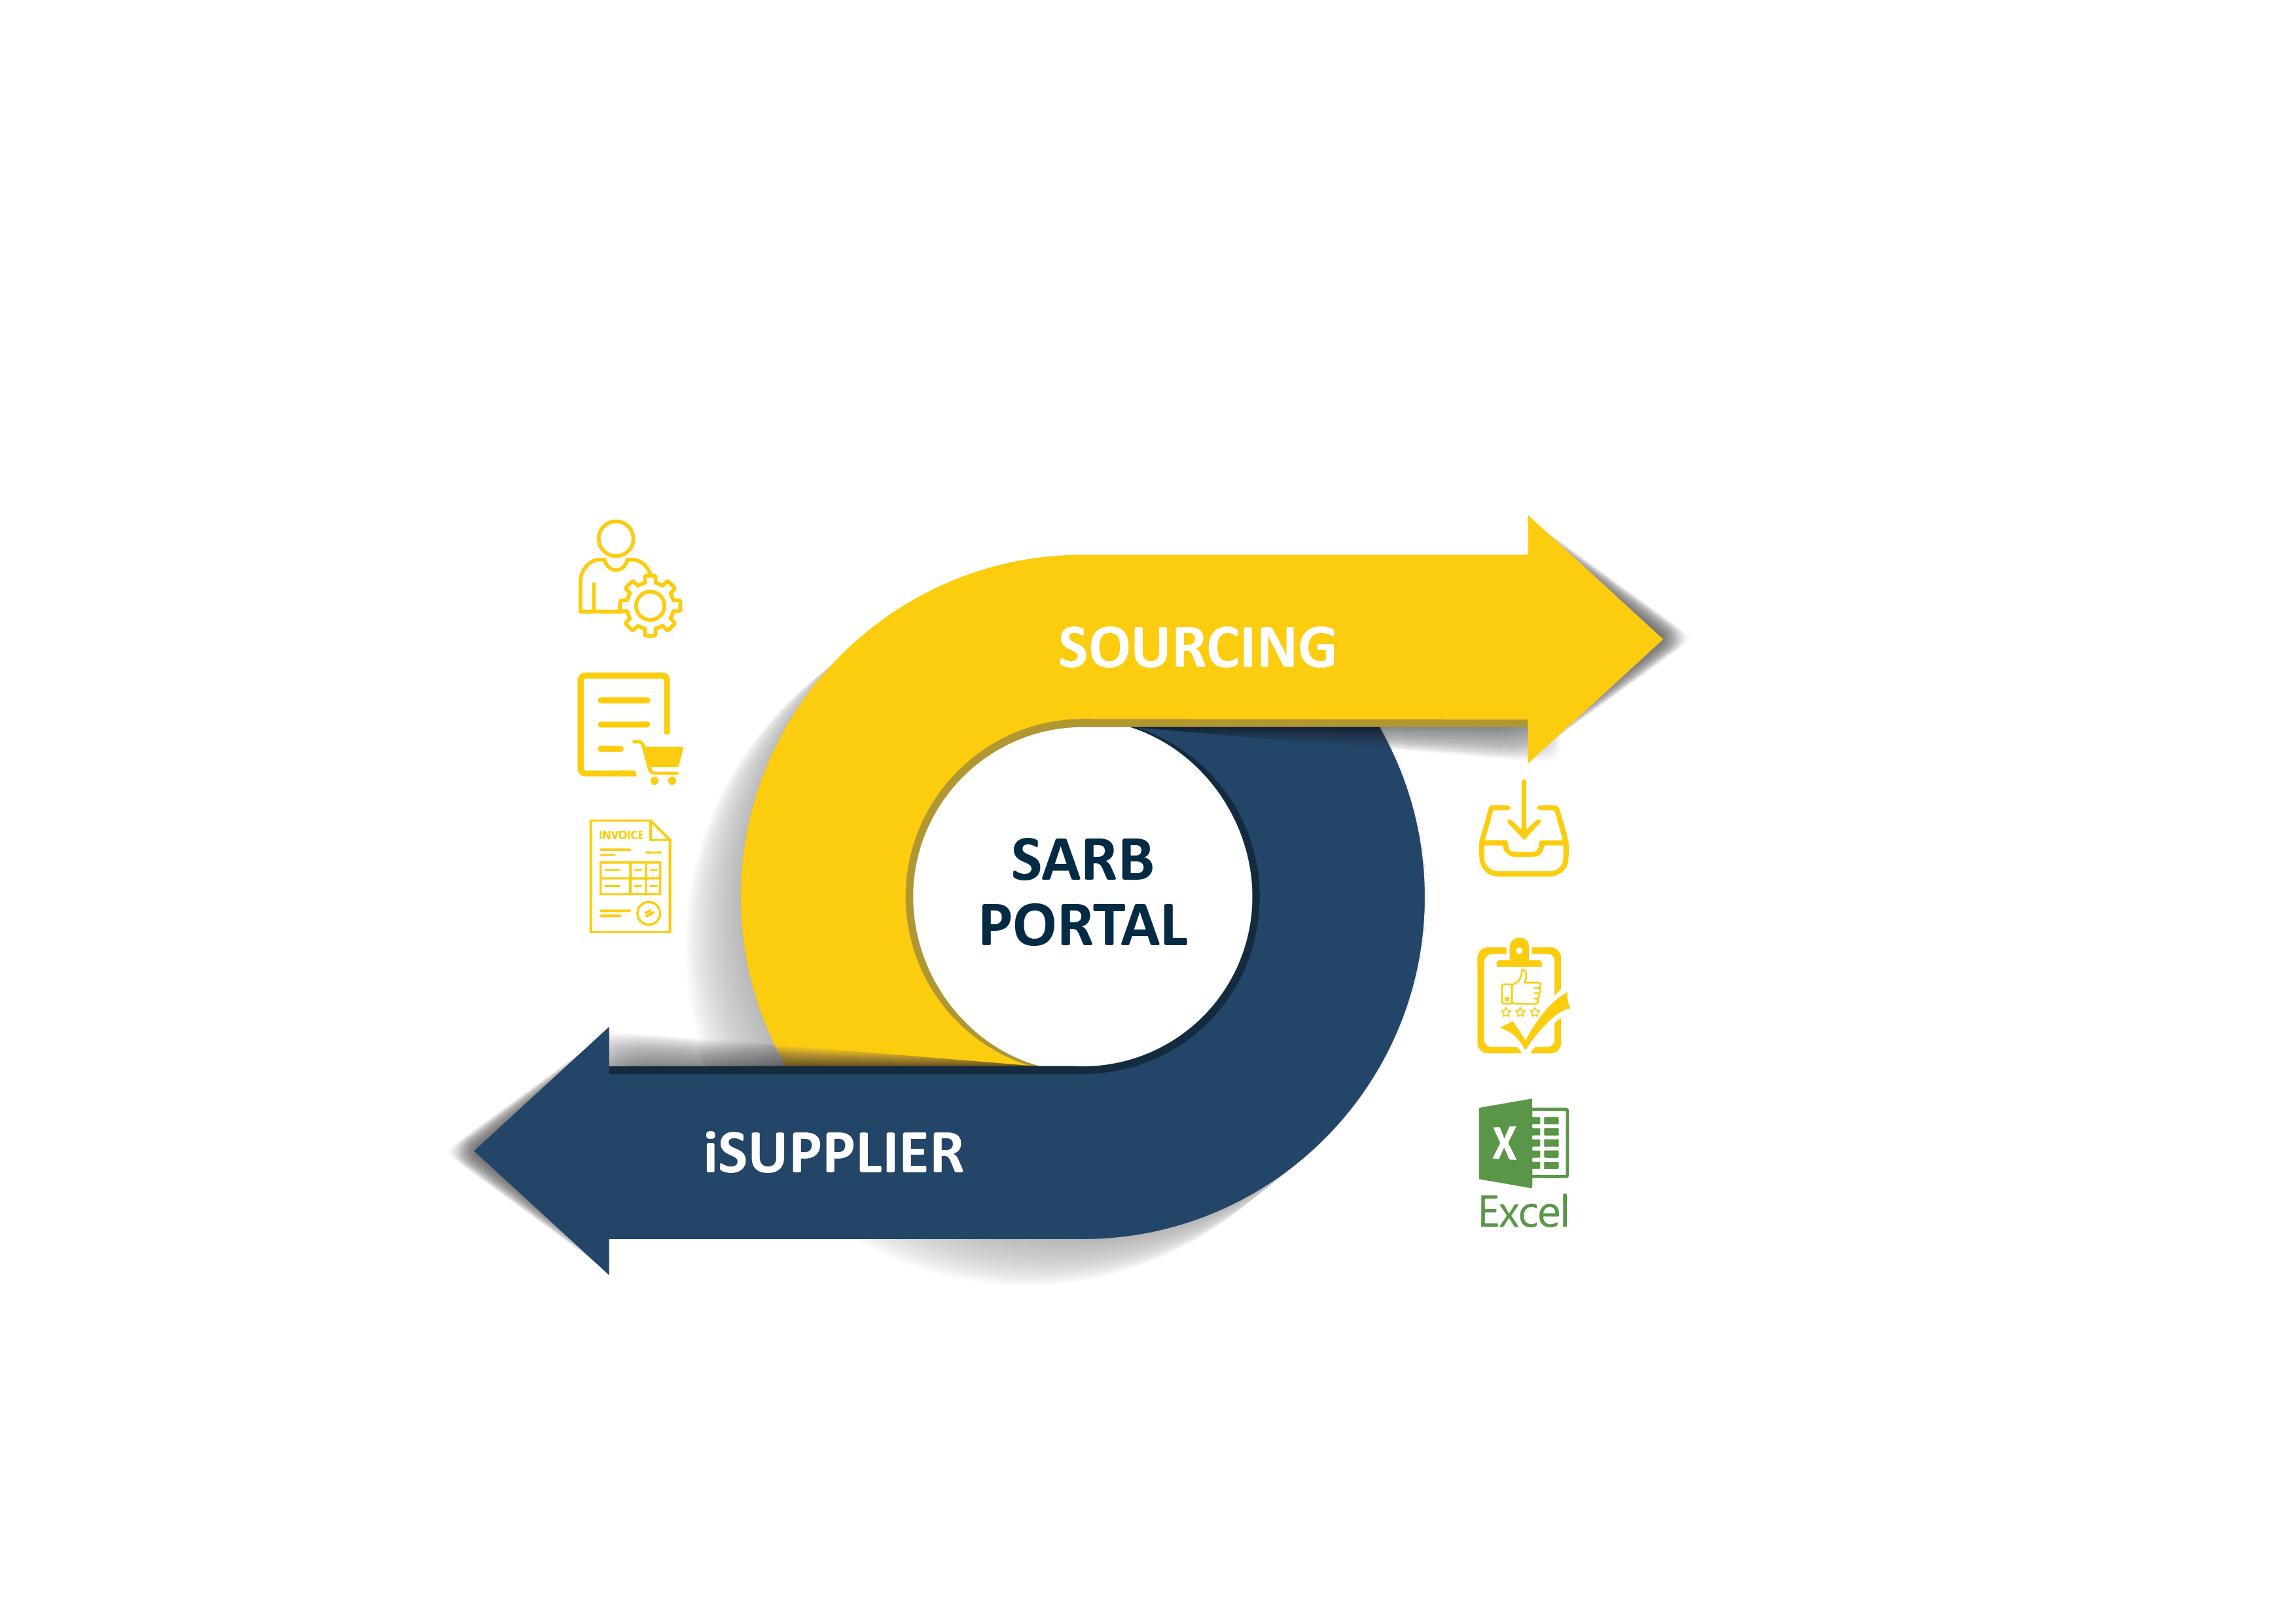 SOURCING
INVOICE
SARB
PORTAL
iSUPPLIER
X
Excel